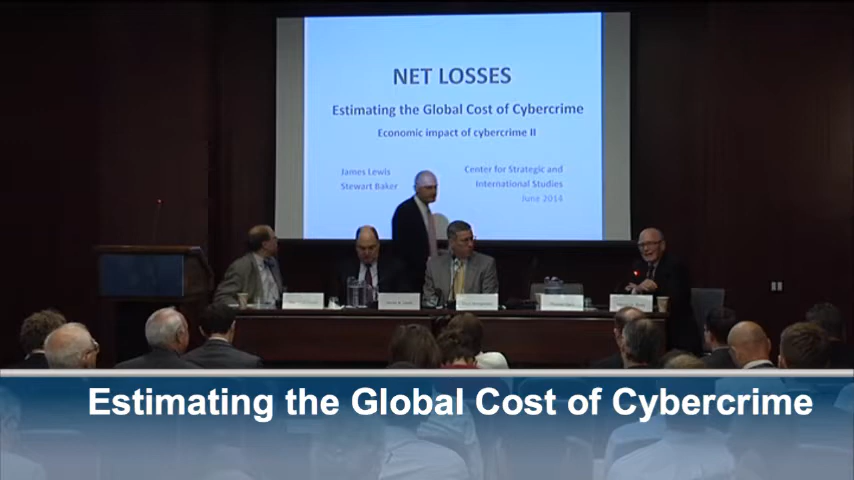 NET LOSSES
Estimating the Global Cost of Cybercrime
Economic impact of cybercrime II
James Lewis
Stewart Baker
Center for Strategic and
International Studies
June 2014
Estimating the Global Cost of Cybercrime